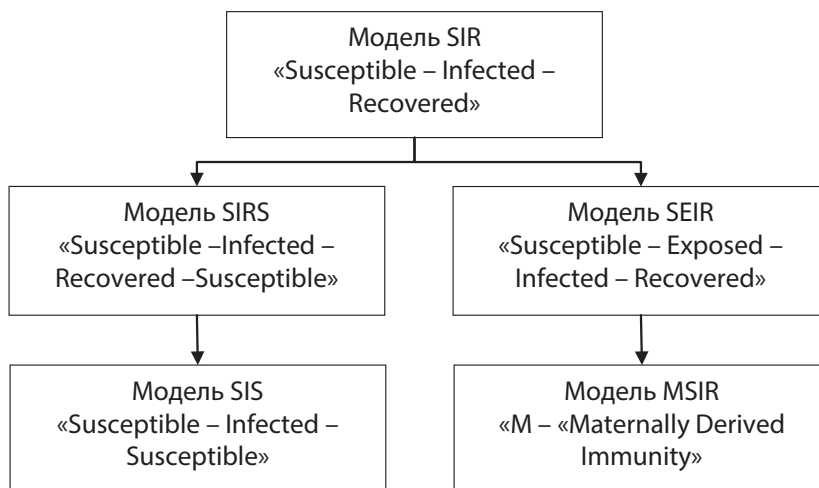 Модель SIR
«Susceptible – Infected –
Recovered»
Модель SIRS
«Susceptible –Infected –
Recovered –Susceptible»
Модель SEIR
«Susceptible – Exposed –
Infected – Recovered»
Модель SIS
«Susceptible – Infected –
Susceptible»
Модель MSIR
«M – «Maternally Derived
Immunity»